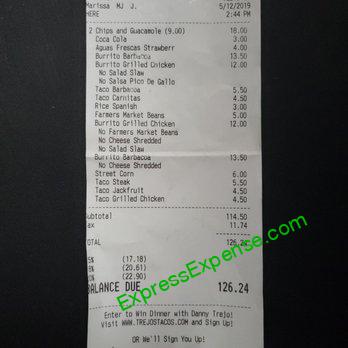 Marissa MJ J. 5/12/2019
HERE 2:44 PM
2 Chips and Guacamole (9.00) 18.00
Coca Cola 3.00
Aguas Frescas Strawberry 4.00
Burrito Barbacoa 13.50
Burrito Grilled Chicken 12.00
No Salad Slaw
No Salsa Pico De Gallo
Taco Barbacoa 5.50
Taco Carnitas 4.50
Rice Spanish 3.00
Farmers Market Beans 5.00
Burrito Grilled Chicken 12.00
No Farmers Market Beans
No Cheese Shredded
No Salad Slaw
Burrito Barbacoa 13.50
No Cheese Shredded
Street Corn 6.00
Taco Steak 5.50
Taco Jackfruit 4.50
Taco Grilled Chicken 4.50
ubtotal 114.50
ax 11.74
TOTAL 126.24
(17.18)
(20.61)
(22.90)
BALANCE DUE 126.24
ExpressExpense.com
Enter to Win Dinner with Danny Trejo!
Visit WWW.TREJOSTACOS.COM and Sign Up!
OR We'll Sign You Up!